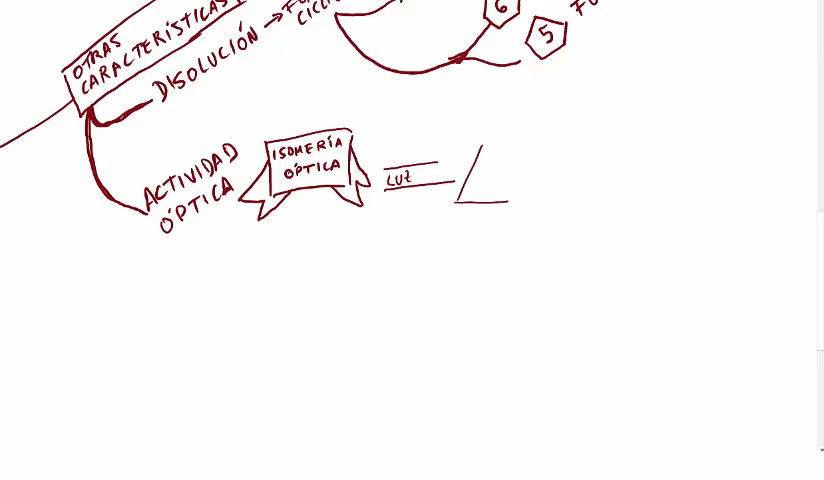 OTRAS
CARACTERÍSTICAS
DISOLUCIÓN →
6
5
ACTIVIDAD
ÓPTICA
ISOMERÍA
ÓPTICA
LUZ